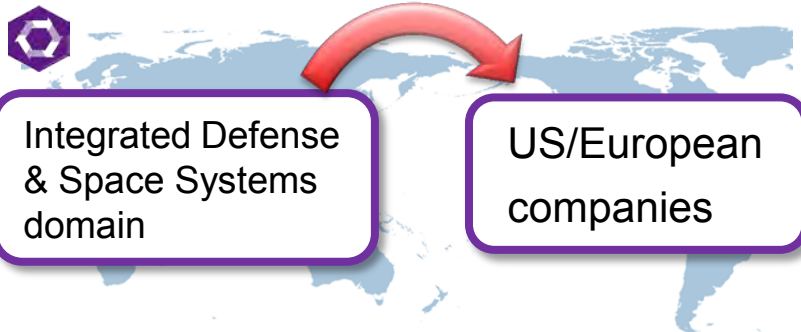 Integrated Defense
& Space Systems
domain
US/European
companies